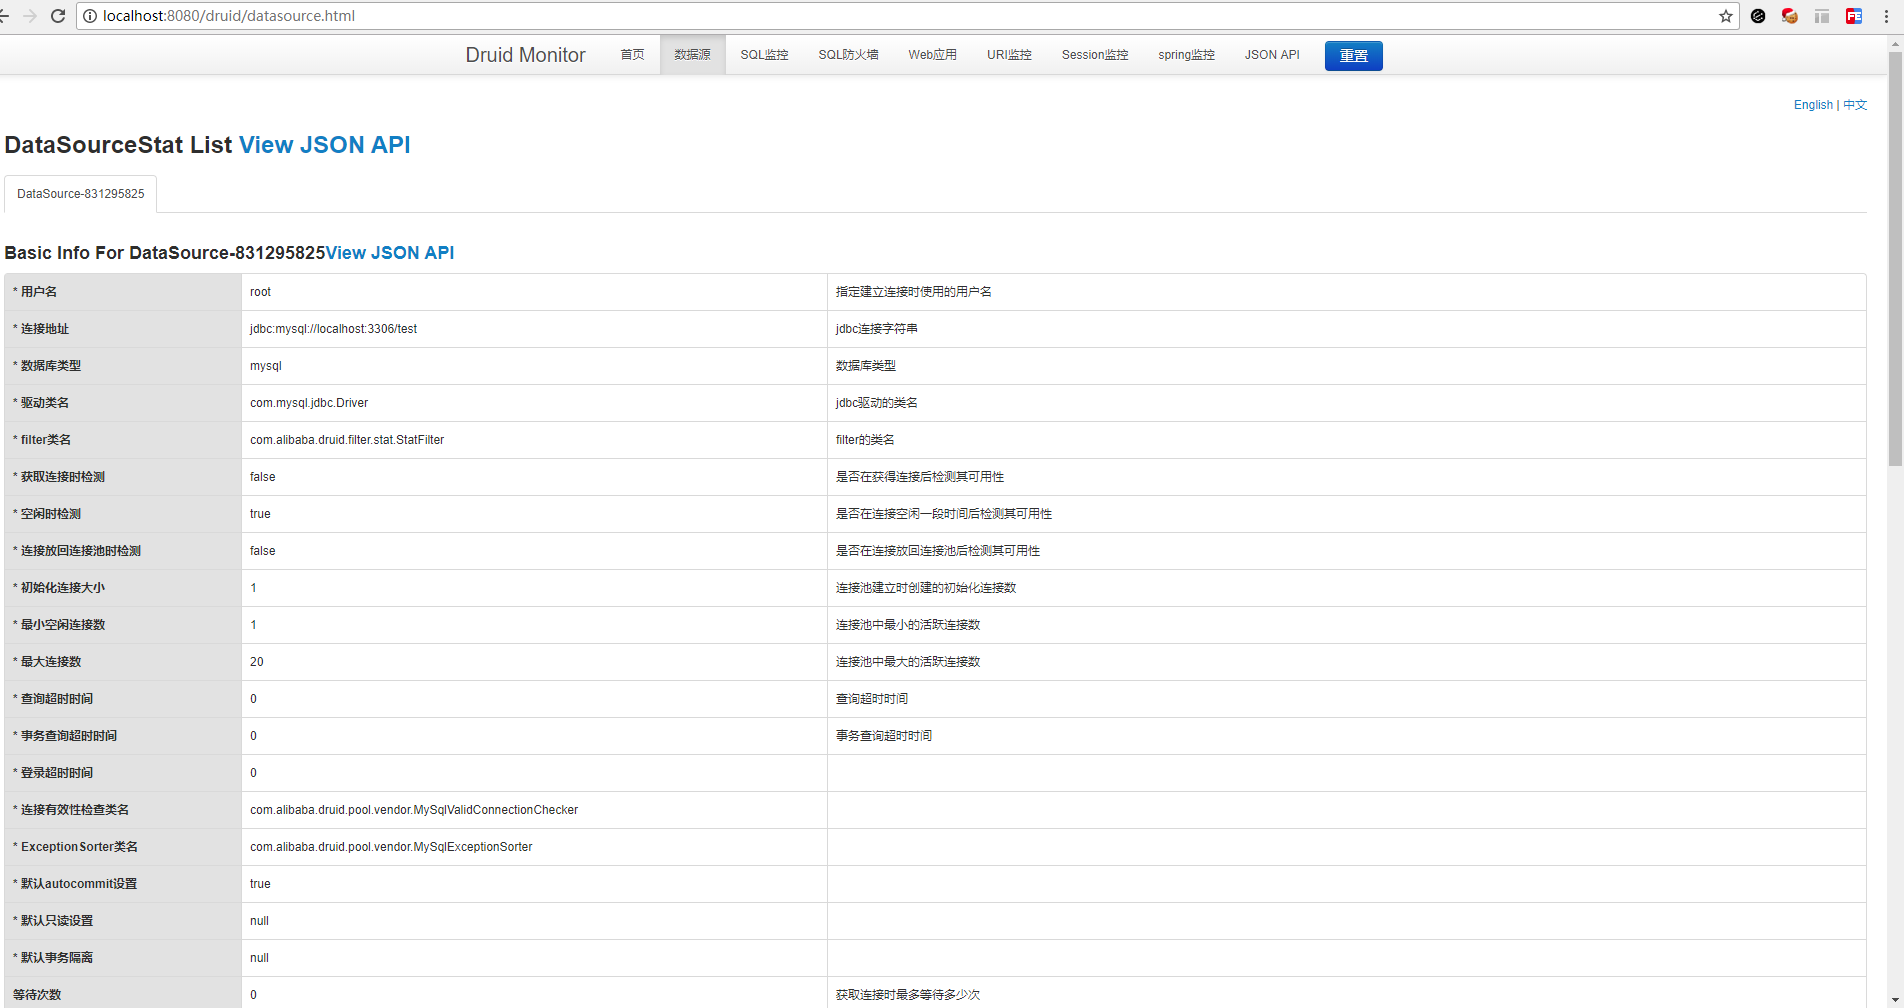 localhost:8080/druid/datasource.html
Druid Monitor 首页 数据源 SQL监控 SQL防火墙 Web应用 URI监控 Session监控 spring监控 JSON API 重置
English | 中文
DataSourceStat List View JSON API
DataSource-831295825
Basic Info For DataSource-831295825View JSON API
* 用户名 root 指定建立连接时使用的用户名
* 连接地址 jdbc:mysql://localhost:3306/test jdbc连接字符串
* 数据库类型 mysql 数据库类型
* 驱动类名 com.mysql.jdbc.Driver jdbc驱动的类名
* filter类名 com.alibaba.druid.filter.stat.StatFilter filter的类名
* 获取连接时检测 false 是否在获得连接后检测其可用性
* 空闲时检测 true 是否在连接空闲一段时间后检测其可用性
* 连接放回连接池时检测 false 是否在连接放回连接池后检测其可用性
* 初始化连接大小 1 连接池建立时创建的初始化连接数
* 最小空闲连接数 1 连接池中最小的活跃连接数
* 最大连接数 20 连接池中最大的活跃连接数
* 查询超时时间 0 查询超时时间
* 事务查询超时时间 0 事务查询超时时间
* 登录超时时间 0
* 连接有效性检查类名 com.alibaba.druid.pool.vendor.MySqlValidConnectionChecker
* ExceptionSorter类名 com.alibaba.druid.pool.vendor.MySqlExceptionSorter
* 默认autocommit设置 true
* 默认只读设置 null
* 默认事务隔离 null
等待次数 0 获取连接时最多等待多少次